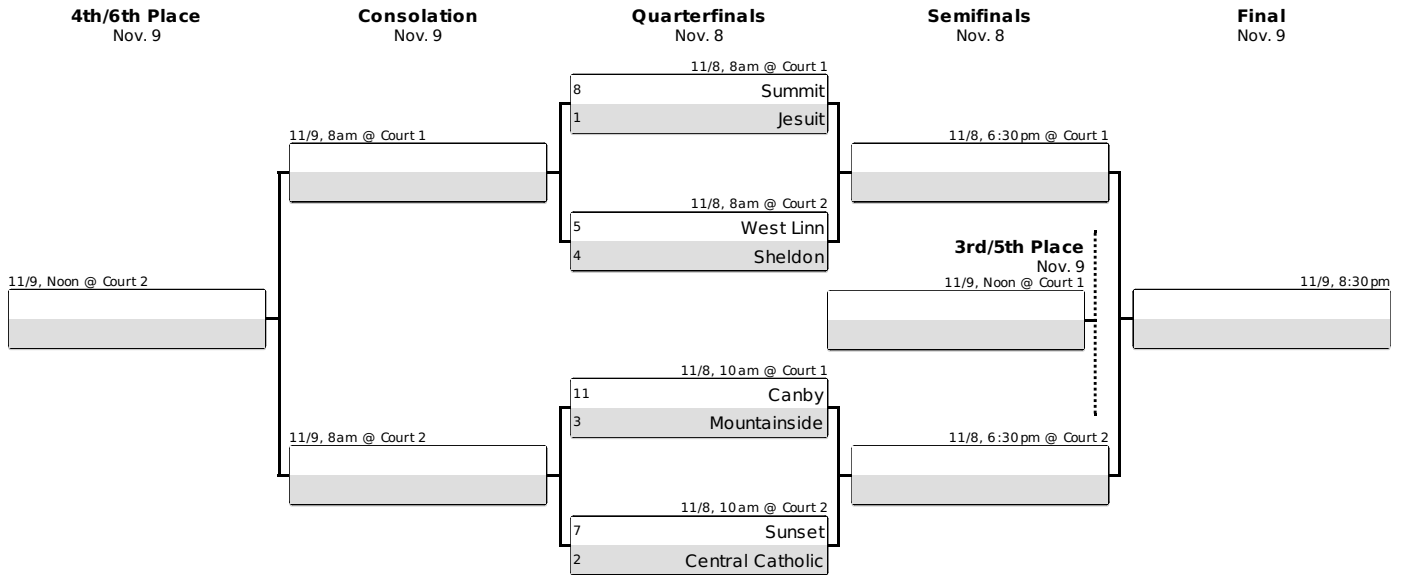 4th/6th Place
Nov. 9
Consolation
Nov. 9
Quarterfinals
Nov. 8
Semifinals
Nov. 8
Final
Nov. 9
11/8, 8am @ Court 1
8 Summit
1 Jesuit
11/9, 8am @ Court 1
11/8, 6:30pm @ Court 1
11/8, 8am @ Court 2
5 West Linn
4 Sheldon
3rd/5th Place
Nov. 9
11/9, Noon @ Court 1
11/9, Noon @ Court 2
11/9, 8:30pm
11/8, 10am @ Court 1
11 Canby
3 Mountainside
11/9, 8am @ Court 2
11/8, 6:30pm @ Court 2
11/8, 10am @ Court 2
7 Sunset
2 Central Catholic